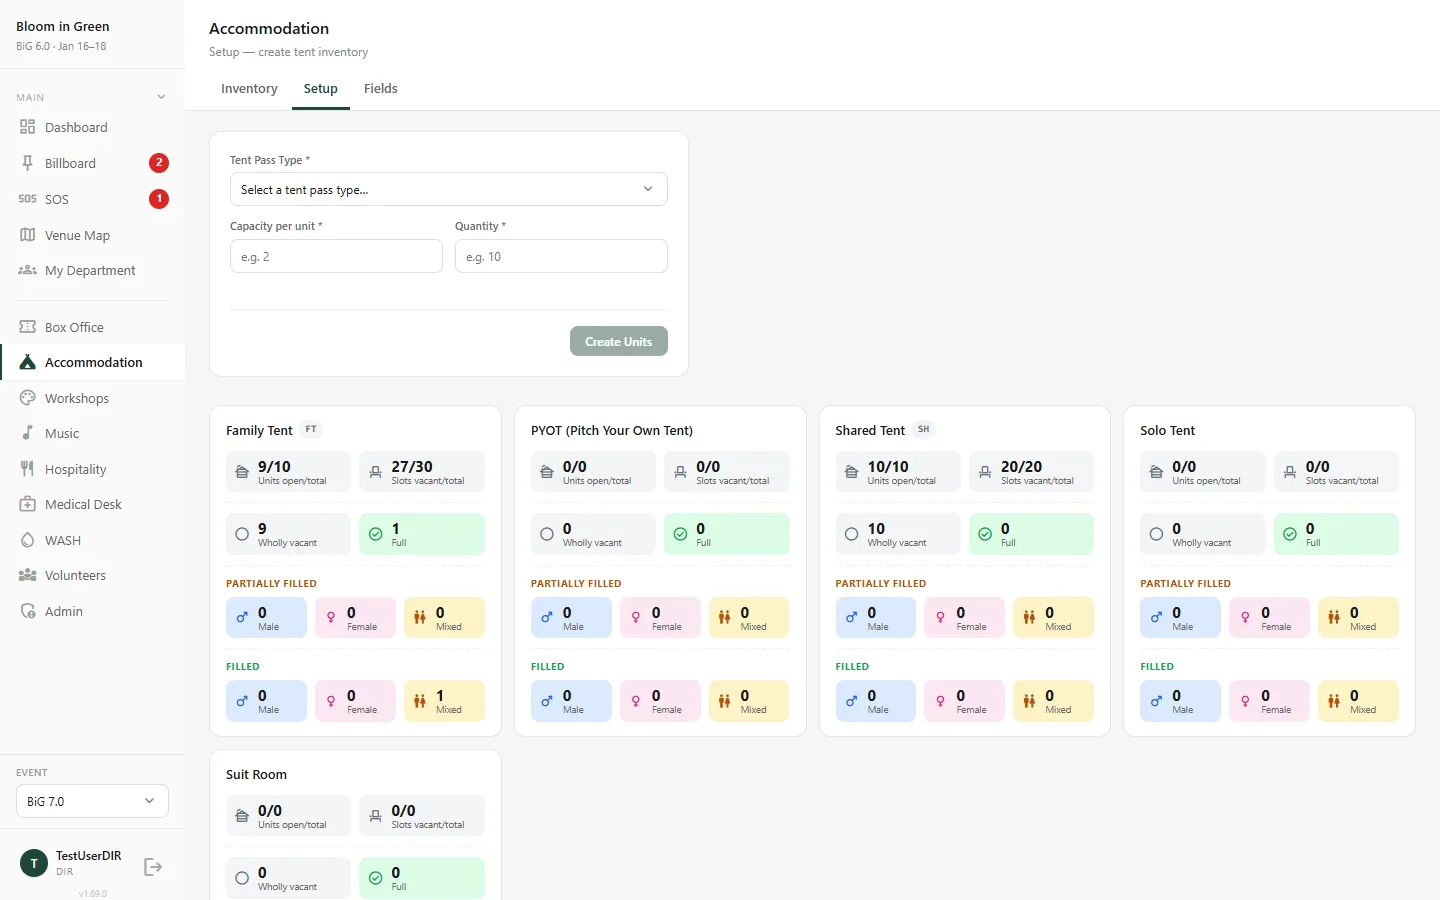 Bloom in Green
BiG 6.0 · Jan 16–18
MAIN
Dashboard
Billboard
2
SOS
SOS
1
Venue Map
My Department
Box Office
Accommodation
Workshops
Music
Hospitality
Medical Desk
WASH
Volunteers
Admin
EVENT
BiG 7.0
T
TestUserDIR
DIR
v1.69.0
Accommodation
Setup — create tent inventory
Inventory
Setup
Fields
Tent Pass Type *
Select a tent pass type...
Capacity per unit *
Quantity *
e.g. 2
e.g. 10
Create Units
Family Tent
FT
9/10
Units open/total
27/30
Slots vacant/total
9
Wholly vacant
1
Full
PARTIALLY FILLED
0
Male
0
Female
0
Mixed
FILLED
0
Male
0
Female
1
Mixed
PYOT (Pitch Your Own Tent)
0/0
Units open/total
0/0
Slots vacant/total
0
Wholly vacant
0
Full
PARTIALLY FILLED
0
Male
0
Female
0
Mixed
FILLED
0
Male
0
Female
0
Mixed
Shared Tent
SH
10/10
Units open/total
20/20
Slots vacant/total
10
Wholly vacant
0
Full
PARTIALLY FILLED
0
Male
0
Female
0
Mixed
FILLED
0
Male
0
Female
0
Mixed
Solo Tent
0/0
Units open/total
0/0
Slots vacant/total
0
Wholly vacant
0
Full
PARTIALLY FILLED
0
Male
0
Female
0
Mixed
FILLED
0
Male
0
Female
0
Mixed
Suit Room
0/0
Units open/total
0/0
Slots vacant/total
0
Wholly vacant
0
Full